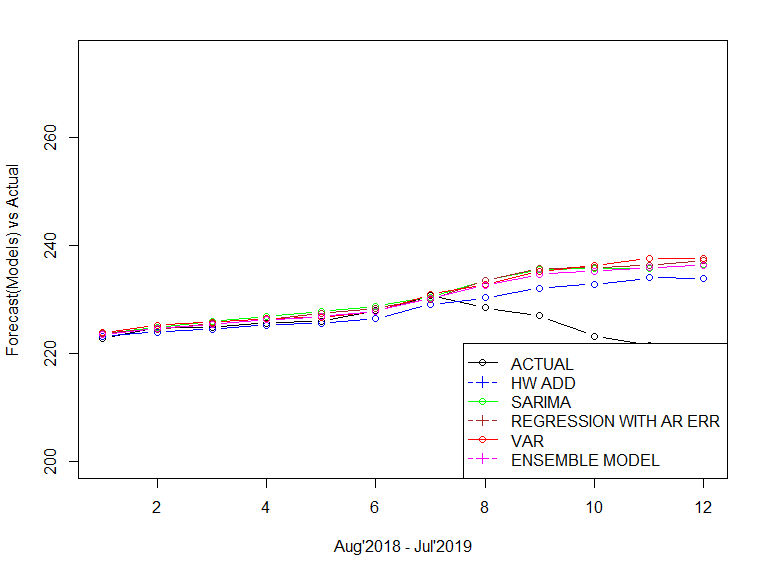 Forecast(Models) vs Actual
260
240
220
200
ACTUAL
HW ADD
SARIMA
REGRESSION WITH AR ERR
VAR
ENSEMBLE MODEL
2 4 6 8 10 12
Aug'2018 - Jul'2019